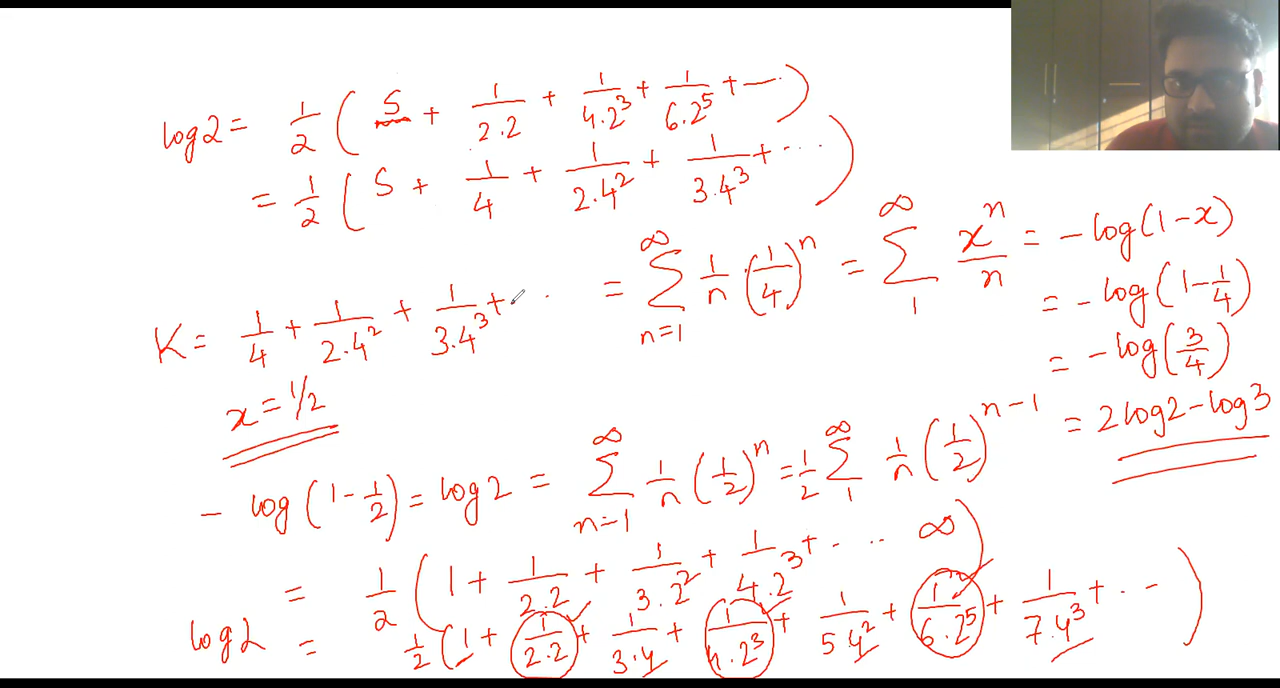 log2 = 1/2 ( S + 1/(2.2) + 1/(4.2^3) + 1/(6.2^5) + ... )
= 1/2 ( S + 1/4 + 1/(2.4^2) + 1/(3.4^3) + ... )
K = 1/4 + 1/(2.4^2) + 1/(3.4^3) + . . = ∑_{n=1}^{∞} 1/n (1/4)^n = ∑_{1}^{∞} x^n/n = -log(1-x)
= -log(1-1/4)
= -log(3/4)
= 2log2 - log3
x = 1/2
- log(1-1/2) = log2 = ∑_{n=1}^{∞} 1/n (1/2)^n = 1/2 ∑_{1}^{∞} 1/n (1/2)^{n-1}
= 1/2 ( 1 + 1/(2.2) + 1/(3.2^2) + 1/(4.2^3) + ... ∞ )
log2 = 1/2 ( 1 + 1/(2.2) + 1/(3.4) + 1/(4.2^3) + 1/(5.4^2) + 1/(6.2^5) + 1/(7.4^3) + ... )